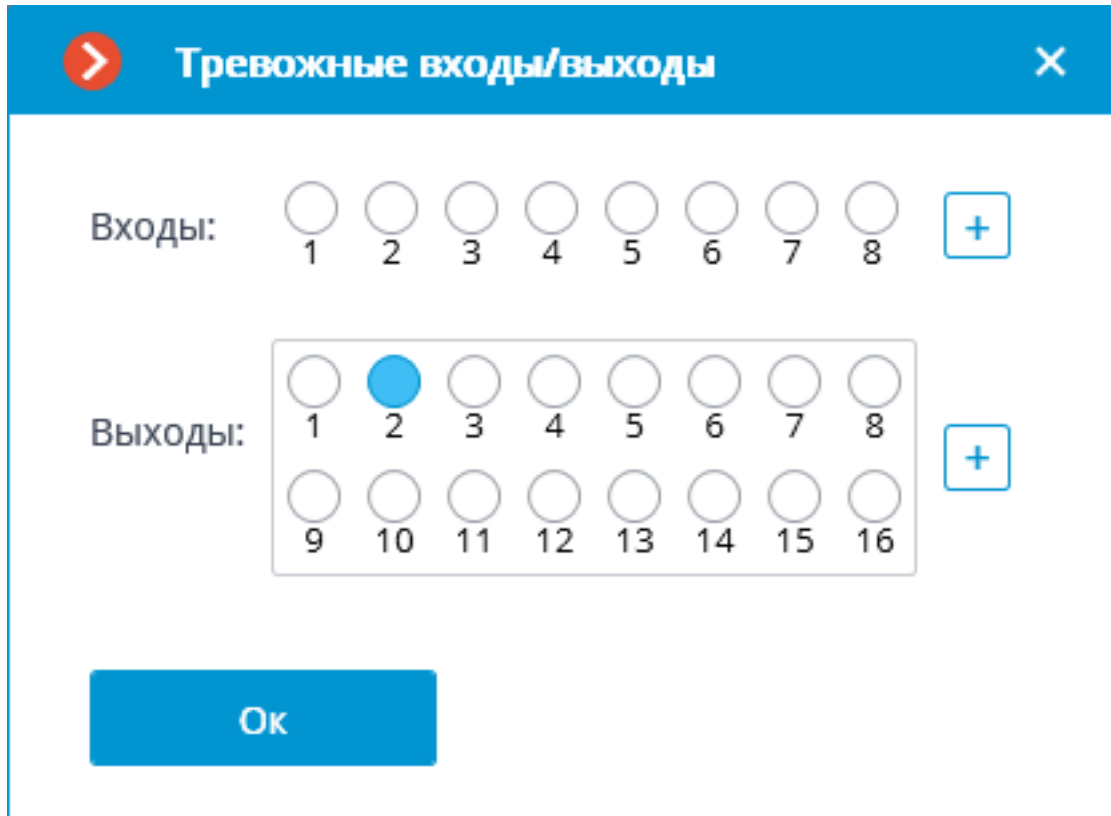 Тревожные входы/выходы
Входы:
1 2 3 4 5 6 7 8
+
Выходы:
1 2 3 4 5 6 7 8
9 10 11 12 13 14 15 16
+
Ок